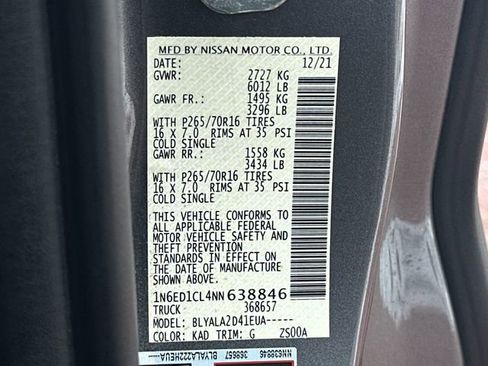 MFD BY NISSAN MOTOR CO., LTD.
DATE: 12/21
GVWR: 2727 KG
6012 LB
GAWR FR.: 1495 KG
3296 LB
WITH P265/70R16 TIRES
16 X 7.0 RIMS AT 35 PSI
COLD SINGLE
GAWR RR.: 1558 KG
3434 LB
WITH P265/70R16 TIRES
16 X 7.0 RIMS AT 35 PSI
COLD SINGLE
THIS VEHICLE CONFORMS TO
ALL APPLICABLE FEDERAL
MOTOR VEHICLE SAFETY
AND THEFT PREVENTION
STANDARDS IN EFFECT ON
THE DATE OF MANUFACTURE
SHOWN ABOVE.
1N6ED1CL4NN638846
TRUCK 368657
MODEL: BLYALA2D41EUA-----
COLOR: KAD TRIM: G ZS00A
NN638846 368657 BLYALA222HEUA-----